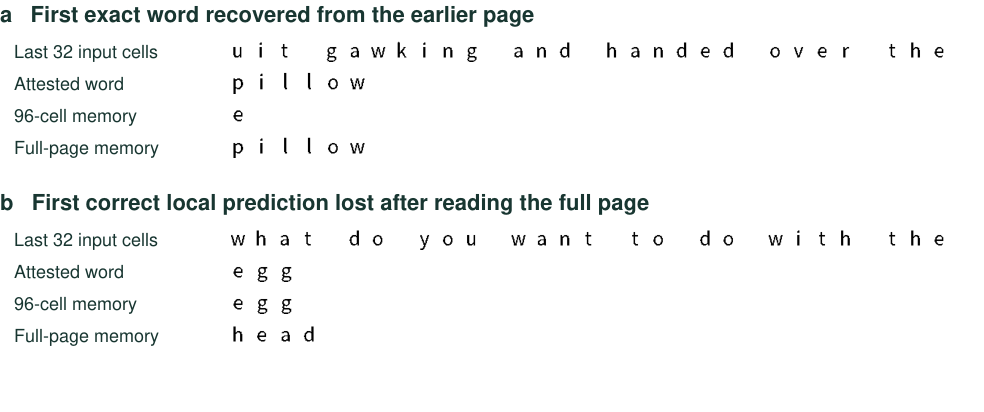 a First exact word recovered from the earlier page
Last 32 input cells u i t g a w k i n g a n d h a n d e d o v e r t h e
Attested word p i l l o w
96-cell memory e
Full-page memory p i l l o w
b First correct local prediction lost after reading the full page
Last 32 input cells w h a t d o y o u w a n t t o d o w i t h t h e
Attested word e g g
96-cell memory e g g
Full-page memory h e a d